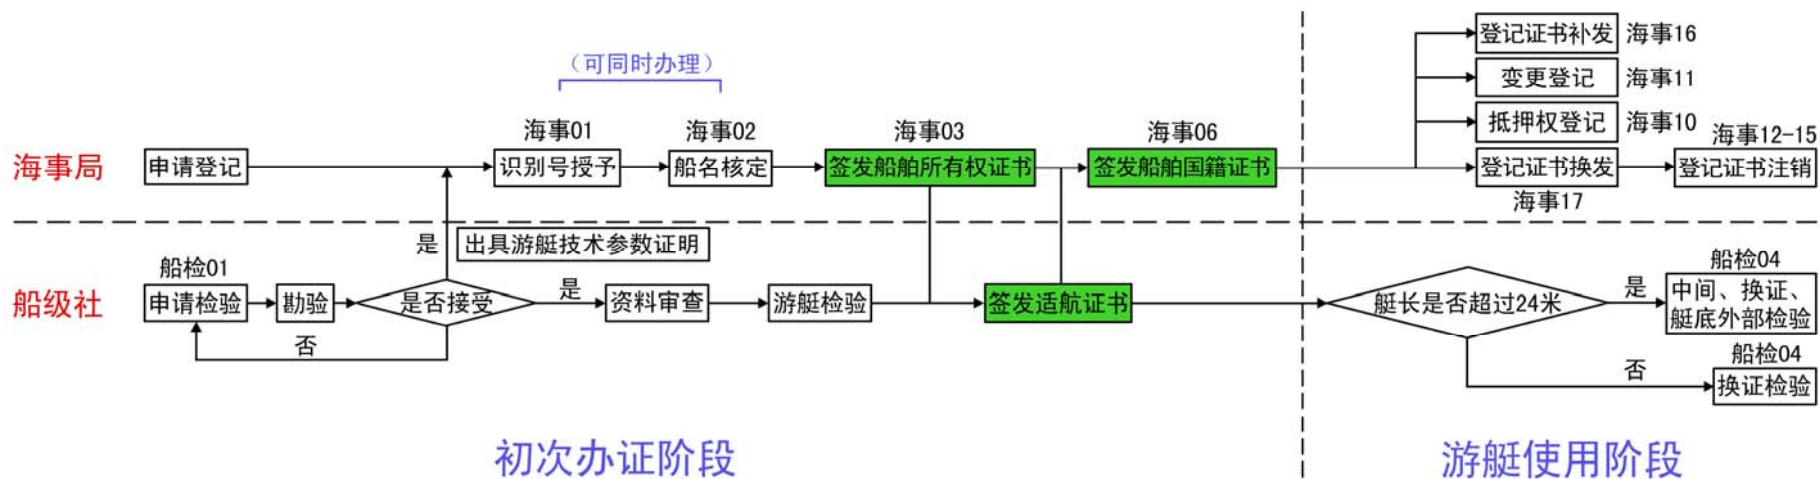 （可同时办理）
登记证书补发 海事16
变更登记 海事11
抵押权登记 海事10
海事01 海事02 海事03 海事06 海事12-15
海事局 申请登记 识别号授予 船名核定 签发船舶所有权证书 签发船舶国籍证书 登记证书换发 登记证书注销
海事17
是 出具游艇技术参数证明
船检01 船检04
船级社 申请检验 勘验 是否接受 是 资料审查 游艇检验 签发适航证书 艇长是否超过24米 是 中间、换证、
艇底外部检验
否 船检04
否 换证检验
初次办证阶段 游艇使用阶段